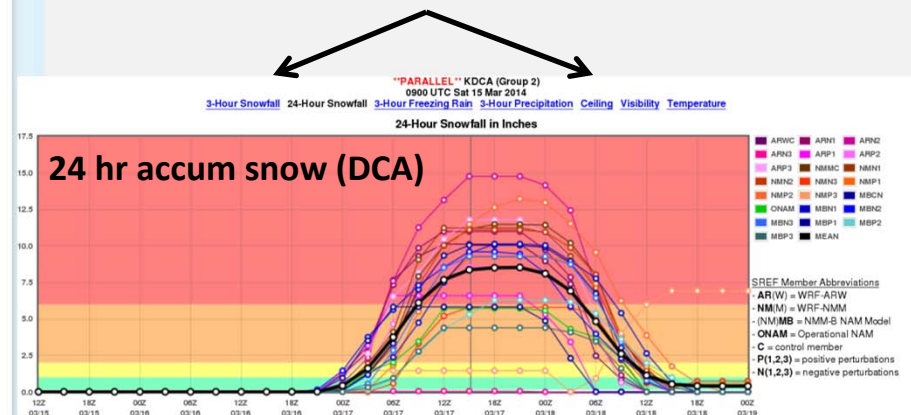 **PARALLEL** KDCA (Group 2)
0900 UTC Sat 15 Mar 2014
3-Hour Snowfall 24-Hour Snowfall 3-Hour Freezing Rain 3-Hour Precipitation Ceiling Visibility Temperature
24-Hour Snowfall in Inches
24 hr accum snow (DCA)
17.5
15.0
12.5
10.0
7.5
5.0
2.5
0.0
12Z 18Z 00Z 06Z 12Z 18Z 00Z 06Z 12Z 18Z 00Z 06Z 12Z 18Z 00Z
03/15 03/15 03/16 03/16 03/16 03/16 03/17 03/17 03/17 03/17 03/18 03/18 03/18 03/18 03/19
ARWC ARN1 ARN2
ARN3 ARP1 ARP2
ARP3 NMMC NMN1
NMN2 NMN3 NMP1
NMP2 NMP3 MBCN
ONAM MBN1 MBN2
MBN3 MBP1 MBP2
MBP3 MEAN
SREF Member Abbreviations
- AR(W) = WRF-ARW
- NM(M) = WRF-NMM
- (NM)MB = NMM-B NAM Model
- ONAM = Operational NAM
- C = control member
- P(1,2,3) = positive perturbations
- N(1,2,3) = negative perturbations